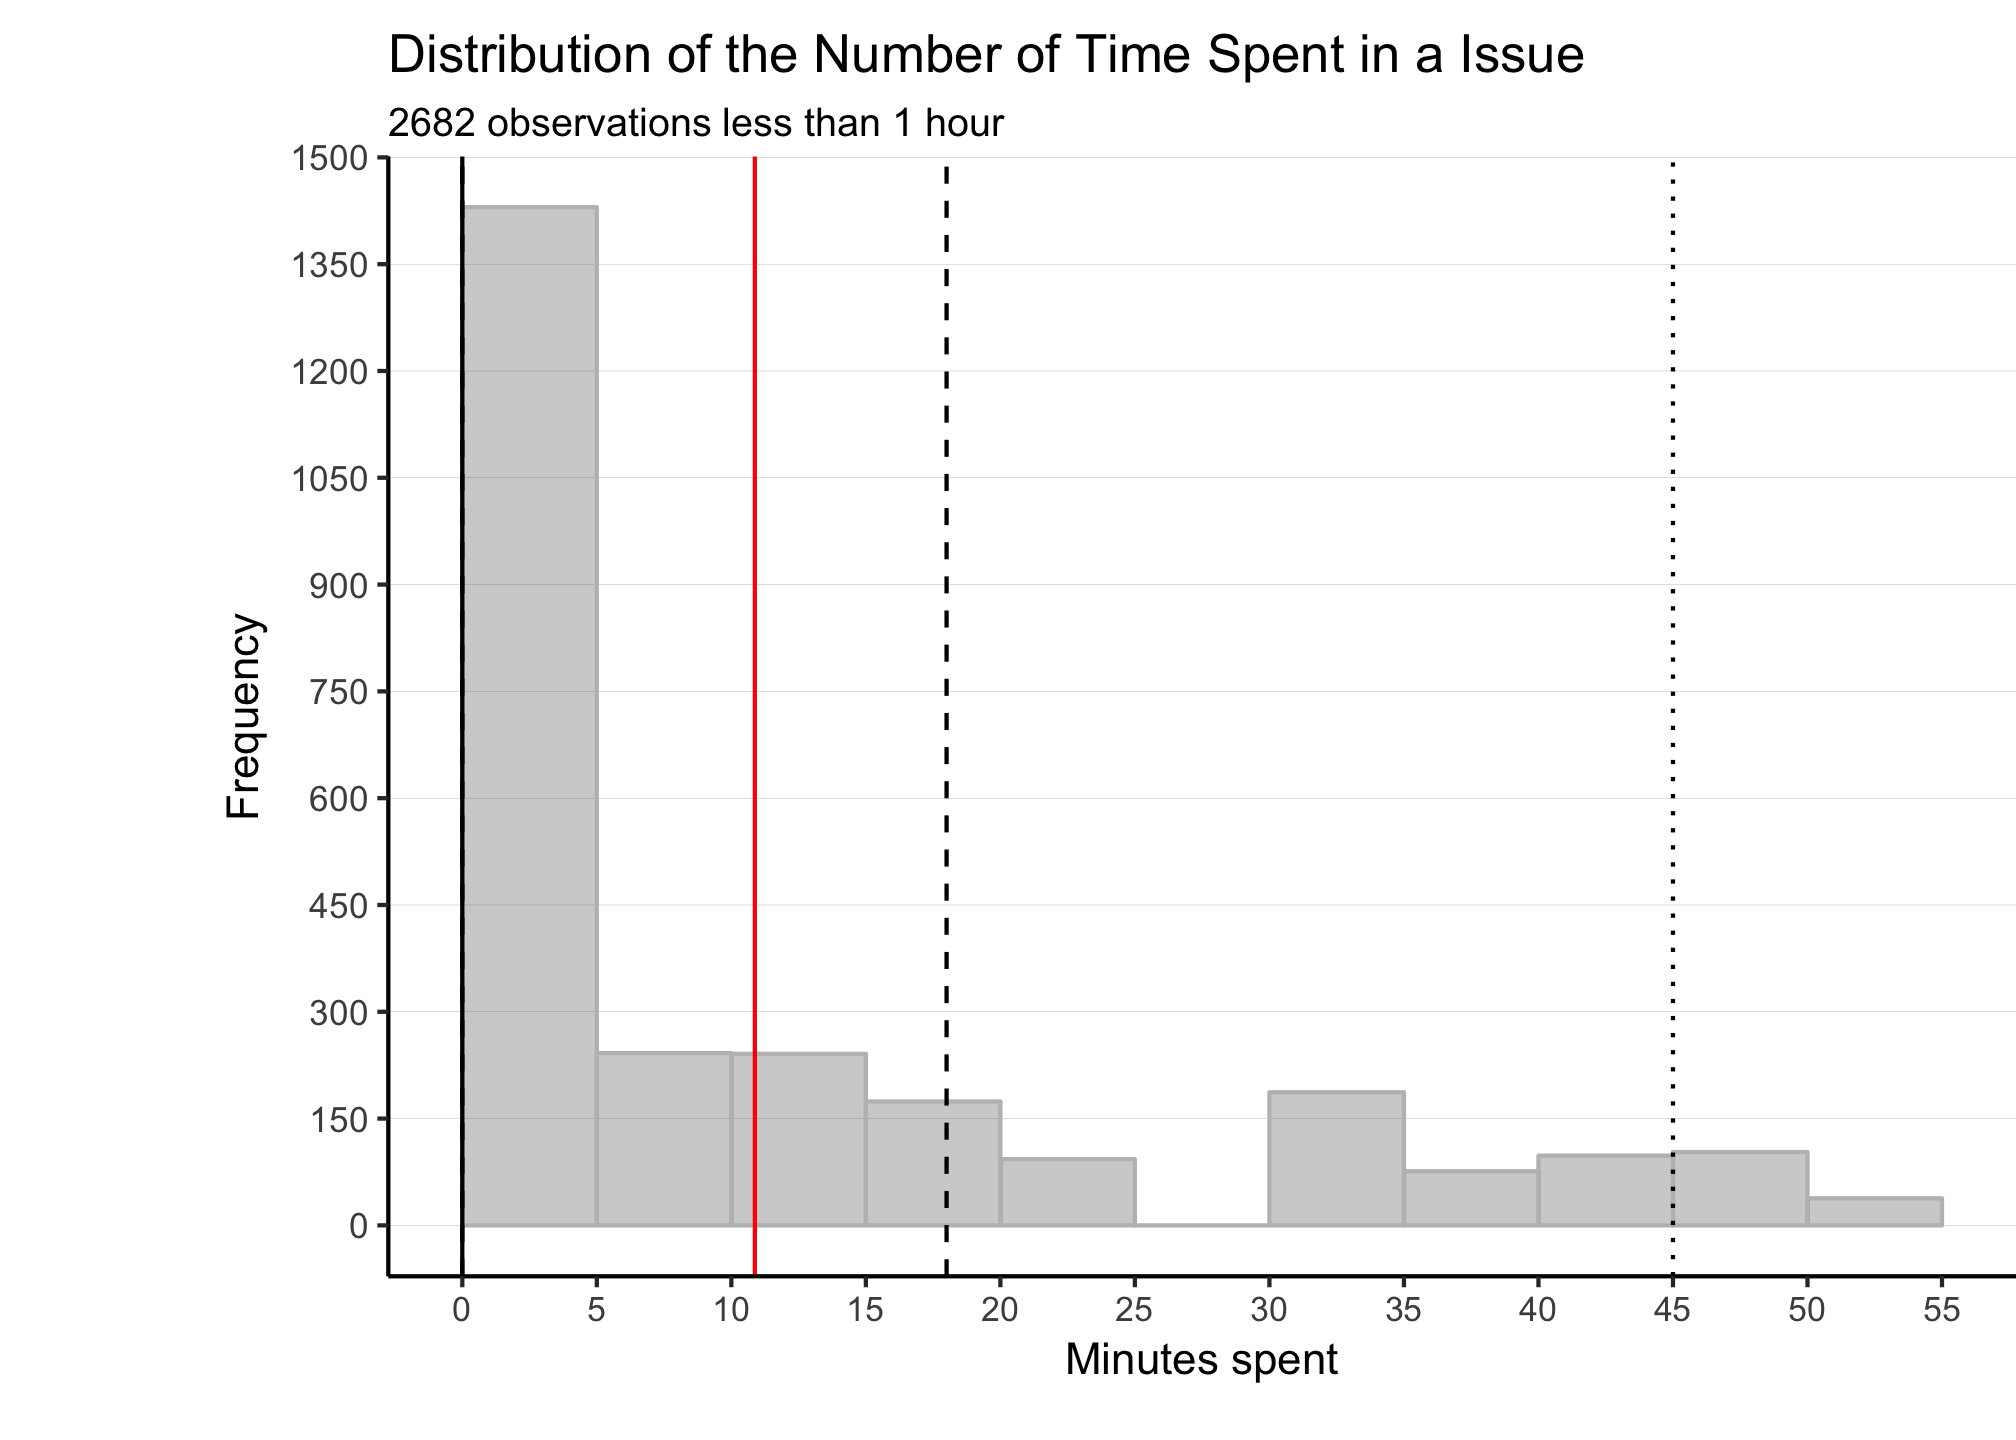 Distribution of the Number of Time Spent in a Issue
2682 observations less than 1 hour
1500
1350
1200
1050
900
750
600
450
300
150
0
Frequency
0 5 10 15 20 25 30 35 40 45 50 55
Minutes spent